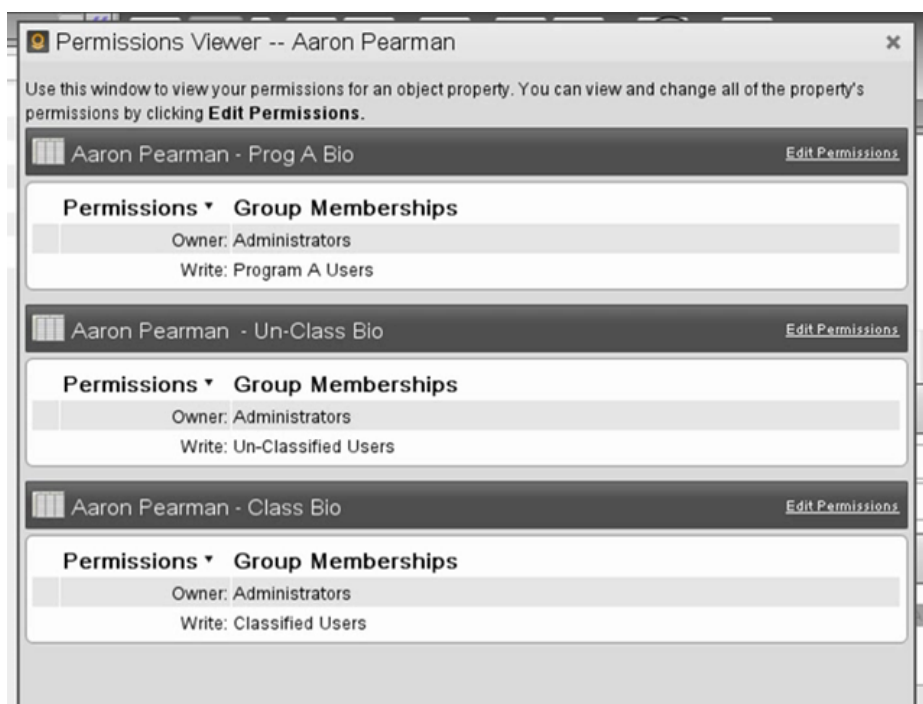 Permissions Viewer -- Aaron Pearman
Use this window to view your permissions for an object property. You can view and change all of the property's
permissions by clicking Edit Permissions.
Aaron Pearman - Prog A Bio Edit Permissions
Permissions Group Memberships
Owner: Administrators
Write: Program A Users
Aaron Pearman - Un-Class Bio Edit Permissions
Permissions Group Memberships
Owner: Administrators
Write: Un-Classified Users
Aaron Pearman - Class Bio Edit Permissions
Permissions Group Memberships
Owner: Administrators
Write: Classified Users